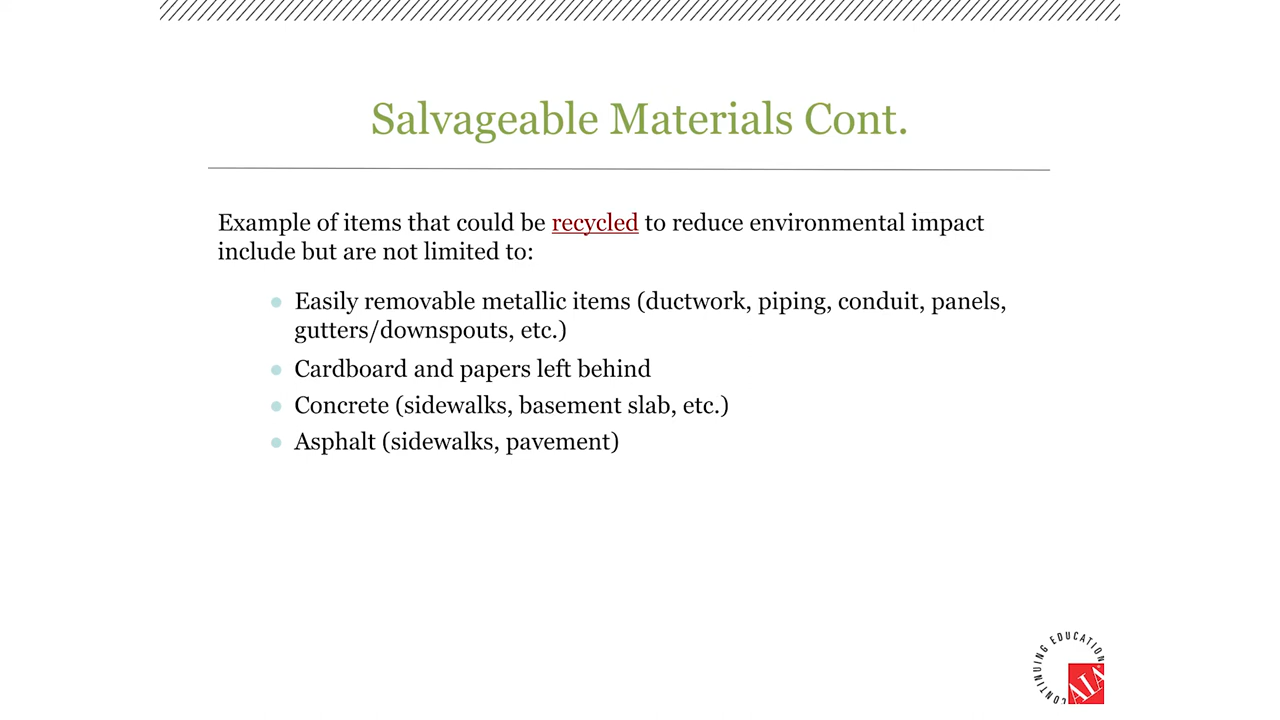 Salvageable Materials Cont.
Example of items that could be recycled to reduce environmental impact
include but are not limited to:
Easily removable metallic items (ductwork, piping, conduit, panels,
gutters/downspouts, etc.)
Cardboard and papers left behind
Concrete (sidewalks, basement slab, etc.)
Asphalt (sidewalks, pavement)
CONTINUING EDUCATION
AIA